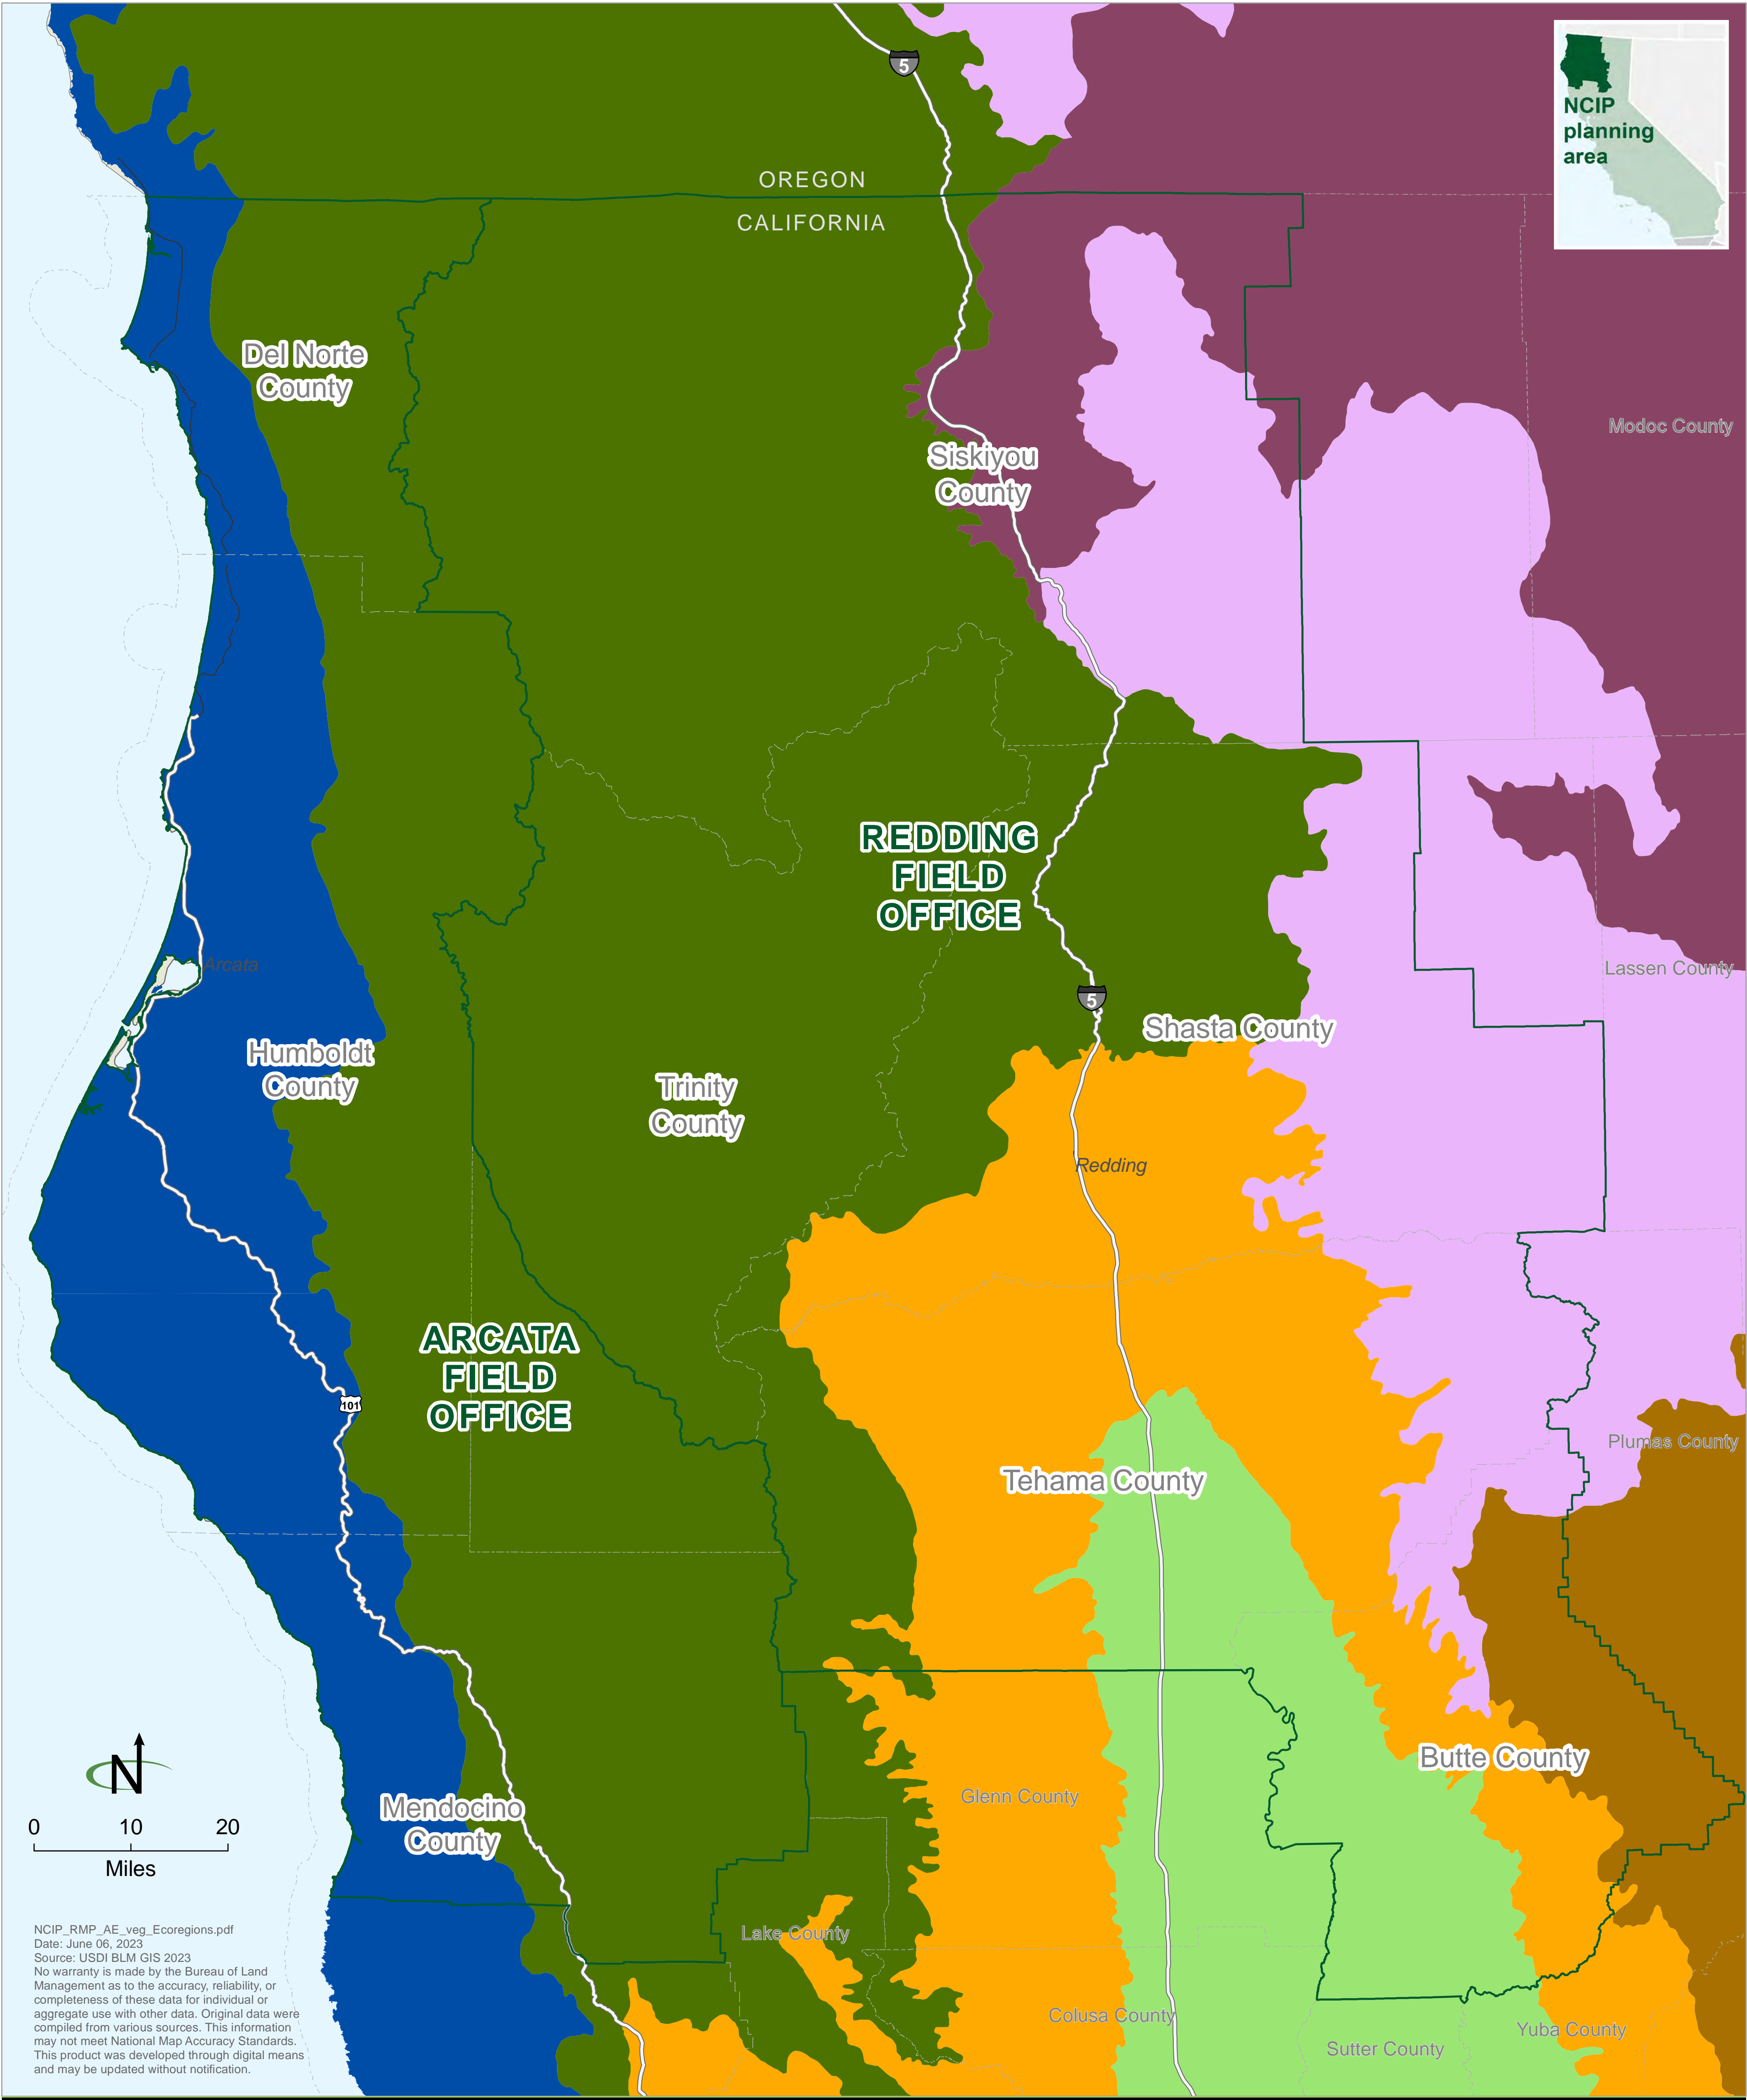 5
NCIP
planning
area
OREGON
CALIFORNIA
Del Norte
County
Modoc County
Siskiyou
County
REDDING
FIELD
OFFICE
Arcata
Lassen County
5
Shasta County
Humboldt
County
Trinity
County
Redding
ARCATA
FIELD
OFFICE
101
Plumas County
Tehama County
Butte County
N
Glenn County
Mendocino
County
0 10 20
Miles
Lake County
NCIP_RMP_AE_veg_Ecoregions.pdf
Date: June 06, 2023
Source: USDI BLM GIS 2023
No warranty is made by the Bureau of Land
Management as to the accuracy, reliability, or
completeness of these data for individual or
aggregate use with other data. Original data were
compiled from various sources. This information
may not meet National Map Accuracy Standards.
This product was developed through digital means
and may be updated without notification.
Colusa County
Yuba County
Sutter County